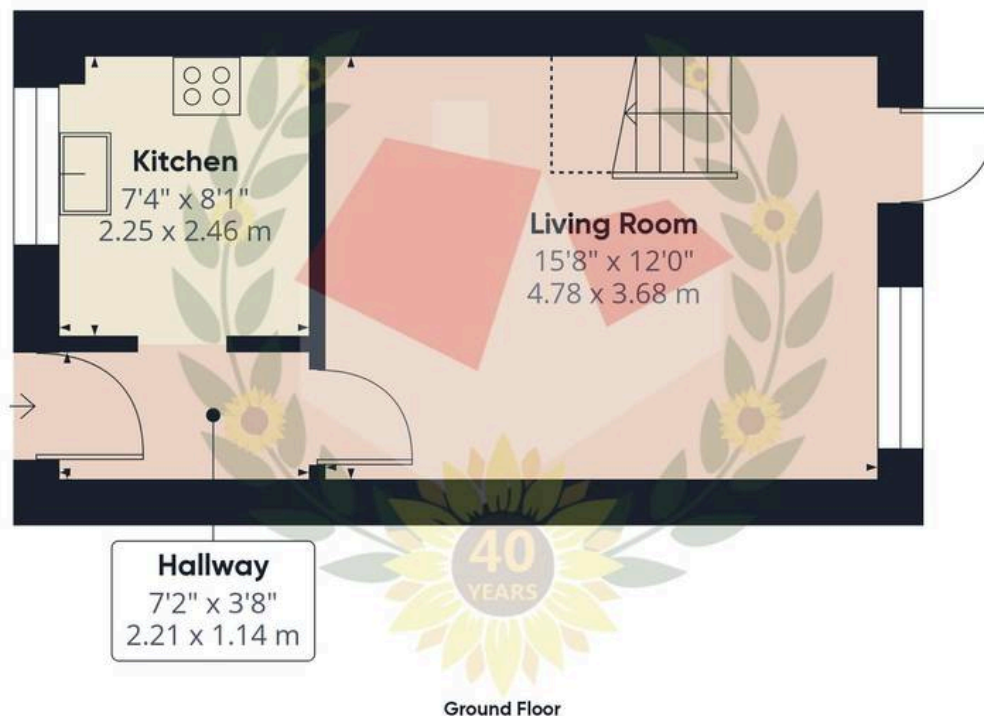 Kitchen
7'4" x 8'1"
2.25 x 2.46 m
Living Room
15'8" x 12'0"
4.78 x 3.68 m
Hallway
7'2" x 3'8"
2.21 x 1.14 m
40
YEARS
Ground Floor